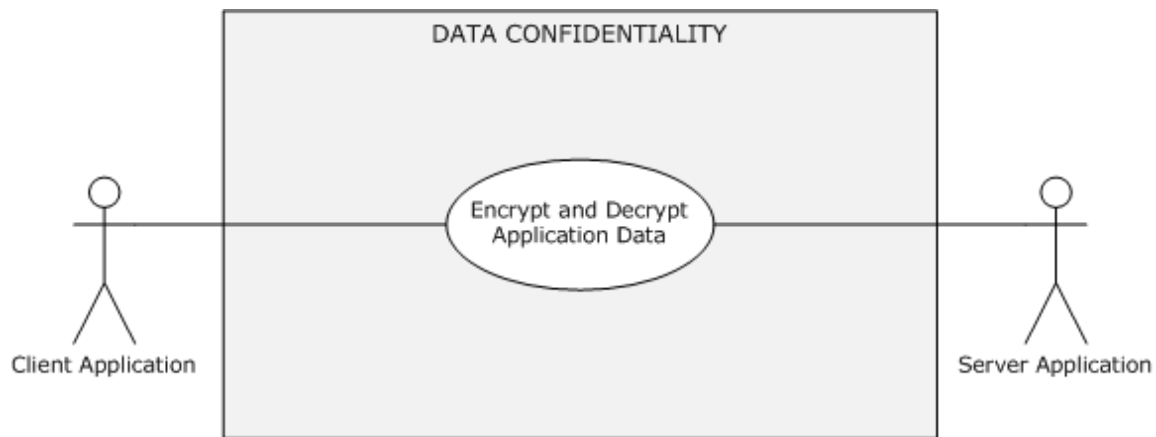 DATA CONFIDENTIALITY
Encrypt and Decrypt
Application Data
Client Application
Server Application